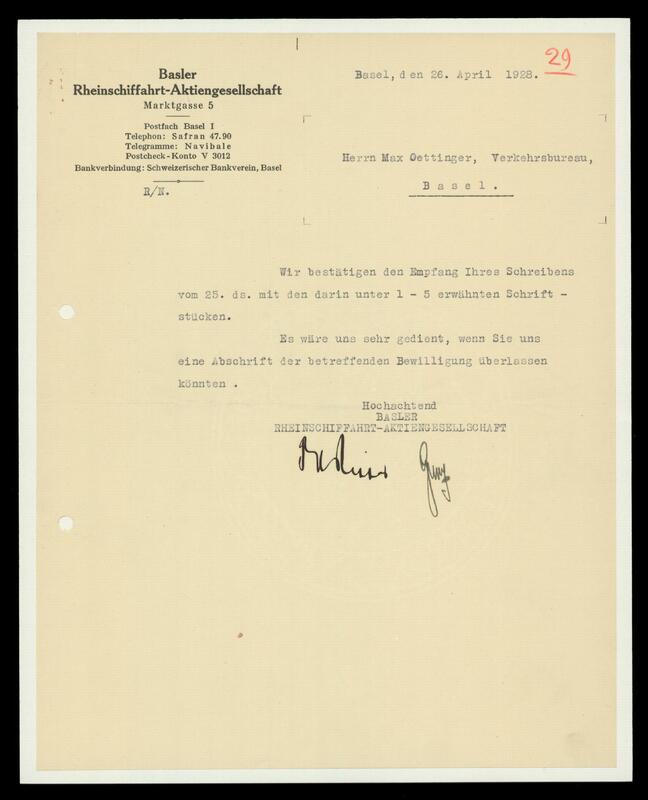 29
Basler
Rheinschiffahrt-Aktiengesellschaft
Marktgasse 5
Postfach Basel I
Telephon: Safran 47.90
Telegramme: Navibale
Postcheck-Konto V 3012
Bankverbindung: Schweizerischer Bankverein, Basel
R/N.
Basel, den 26. April 1928.
Herrn Max Oettinger, Verkehrsbureau,
Basel.
Wir bestätigen den Empfang Ihres Schreibens
vom 25. ds. mit den darin unter 1 - 5 erwähnten Schrift -
stücken.
Es wäre uns sehr gedient, wenn Sie uns
eine Abschrift der betreffenden Bewilligung überlassen
könnten .
Hochachtend
BASLER
RHEINSCHIFFAHRT-AKTIENGESELLSCHAFT